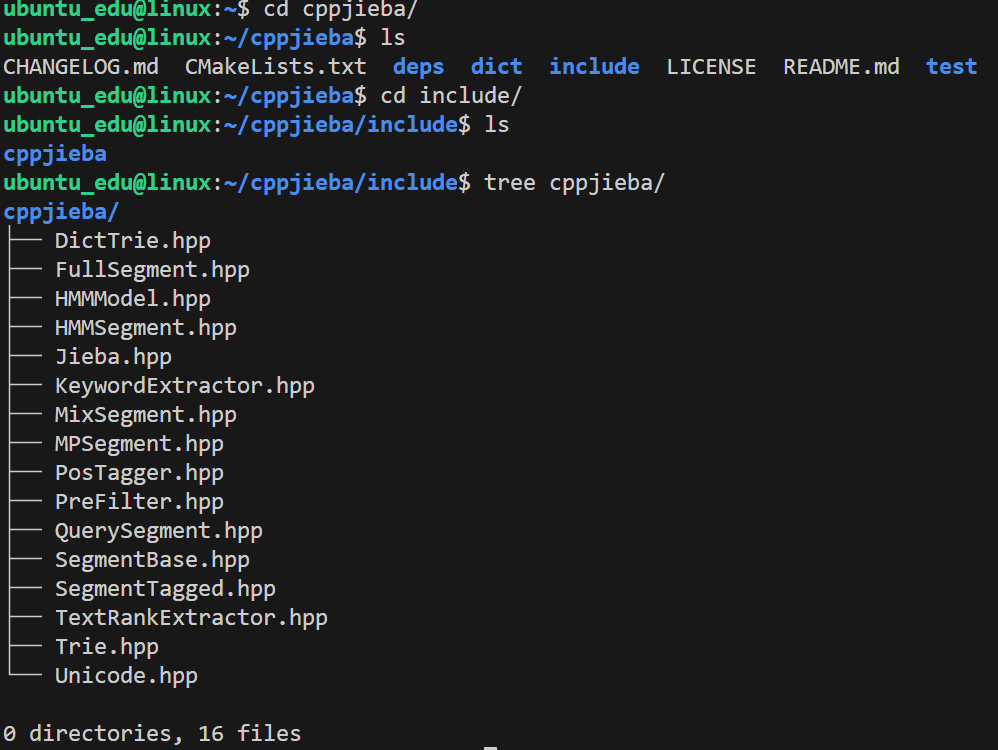 ubuntu_edu@linux:~$ cd cppjieba/
ubuntu_edu@linux:~/cppjieba$ ls
CHANGELOG.md  CMakeLists.txt  deps  dict  include  LICENSE  README.md  test
ubuntu_edu@linux:~/cppjieba$ cd include/
ubuntu_edu@linux:~/cppjieba/include$ ls
cppjieba
ubuntu_edu@linux:~/cppjieba/include$ tree cppjieba/
cppjieba/
├── DictTrie.hpp
├── FullSegment.hpp
├── HMMModel.hpp
├── HMMSegment.hpp
├── Jieba.hpp
├── KeywordExtractor.hpp
├── MixSegment.hpp
├── MPSegment.hpp
├── PosTagger.hpp
├── PreFilter.hpp
├── QuerySegment.hpp
├── SegmentBase.hpp
├── SegmentTagged.hpp
├── TextRankExtractor.hpp
├── Trie.hpp
└── Unicode.hpp
0 directories, 16 files